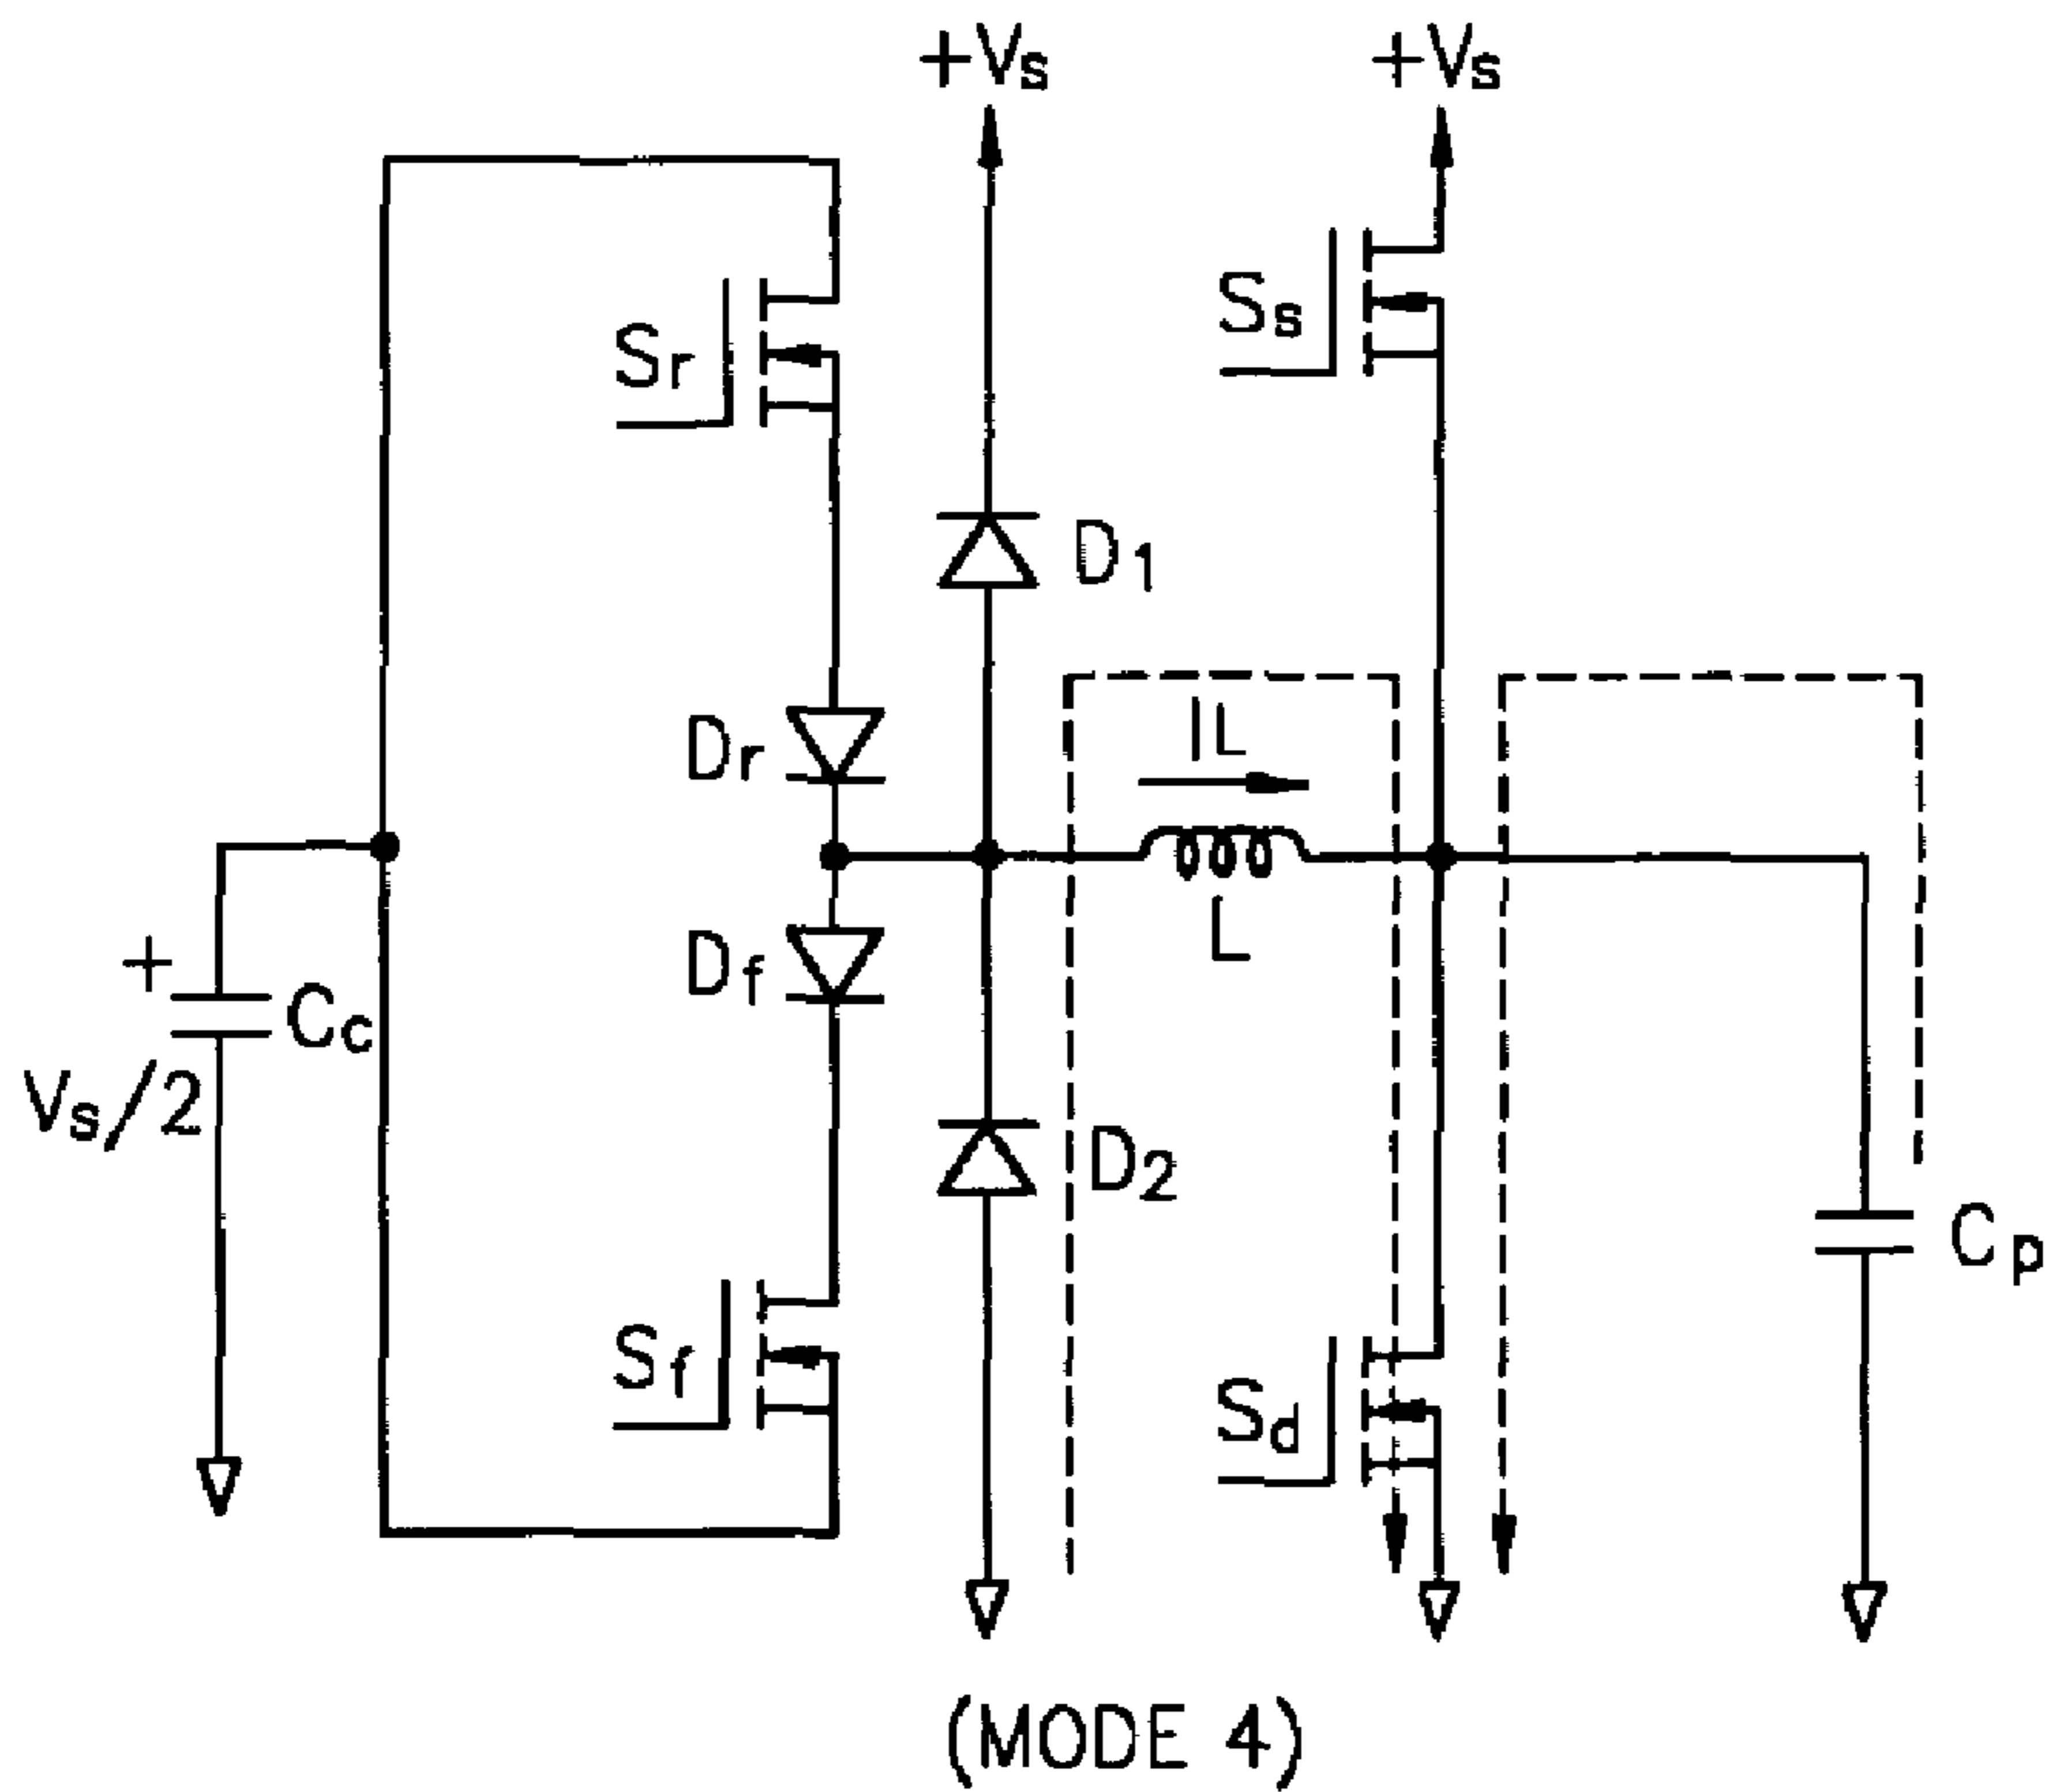 +Vs
+Vs
Sr
Ss
D1
Dr
IL
L
Df
+
Cc
Vs/2
D2
Cp
Sf
Sd
(MODE 4)